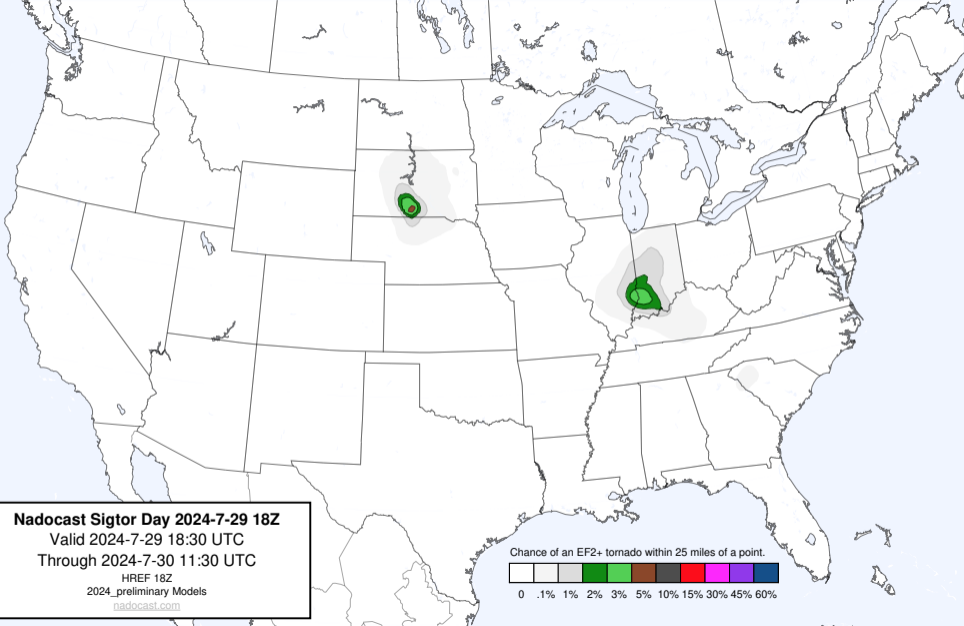 Nadocast Sigtor Day 2024-7-29 18Z
Valid 2024-7-29 18:30 UTC
Through 2024-7-30 11:30 UTC
HREF 18Z
2024_preliminary Models
nadocast.com
Chance of an EF2+ tornado within 25 miles of a point.
0 .1% 1% 2% 3% 5% 10% 15% 30% 45% 60%